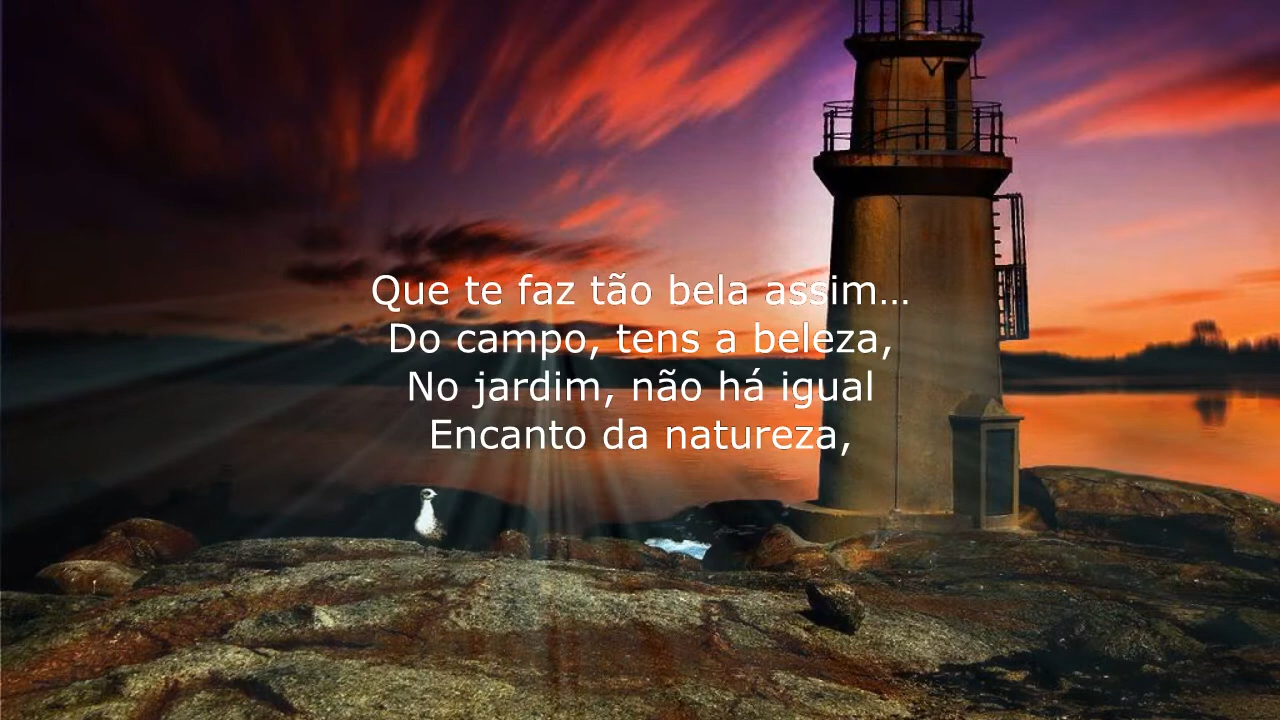 Que te faz tão bela assim…
Do campo, tens a beleza,
No jardim, não há igual
Encanto da natureza,